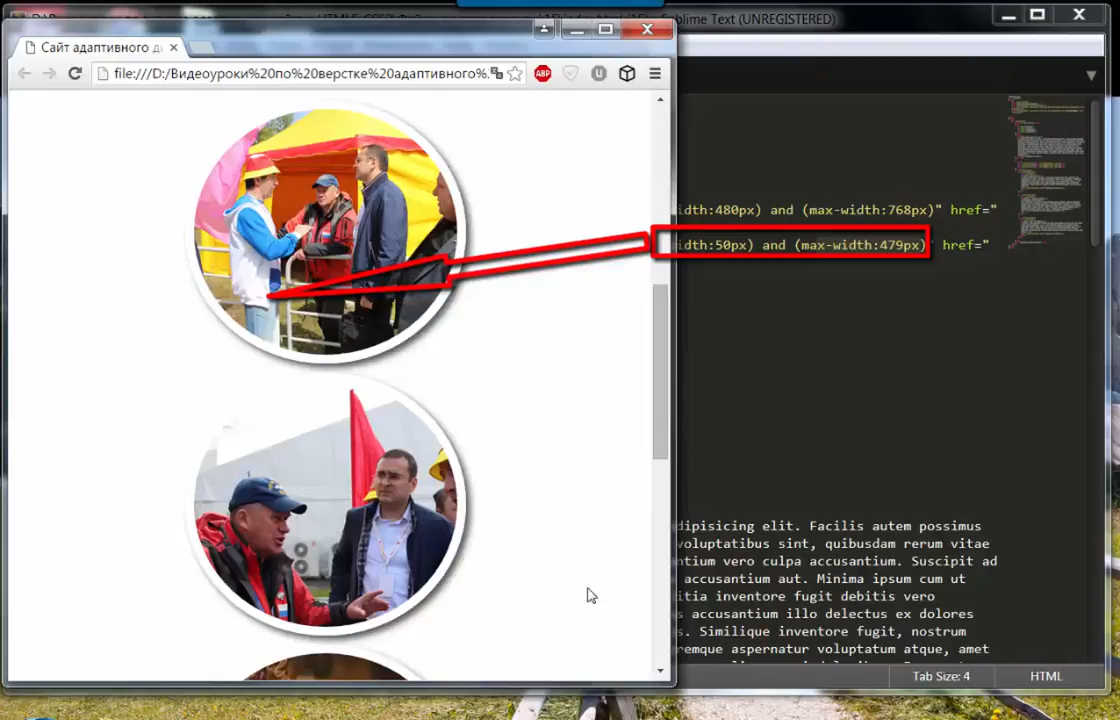 Sublime Text (UNREGISTERED)
Сайт адаптивного д
file:///D:/Видеоуроки%20по%20верстке%20адаптивного%.
ABP
width:480px) and (max-width:768px)" href="
width:50px) and (max-width:479px)" href="
dipisicing elit. Facilis autem possimus
voluptatibus sint, quibusdam rerum vitae
ntium vero culpa accusantium. Suscipit ad
accusantium aut. Minima ipsum cum ut
itia inventore fugit debitis vero
s accusantium illo delectus ex dolores
s. Similique inventore fugit, nostrum
remque aspernatur voluptatum atque, amet
Tab Size: 4
HTML